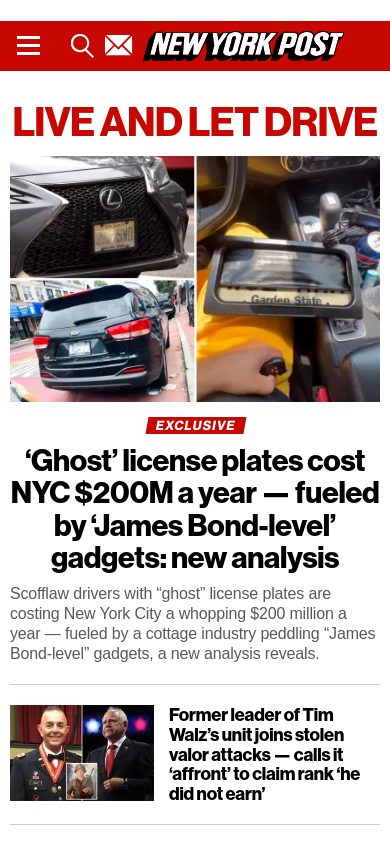 NEW YORK POST
LIVE AND LET DRIVE
Garden State
EXCLUSIVE
‘Ghost’ license plates cost
NYC $200M a year — fueled
by ‘James Bond-level’
gadgets: new analysis
Scofflaw drivers with “ghost” license plates are
costing New York City a whopping $200 million a
year — fueled by a cottage industry peddling “James
Bond-level” gadgets, a new analysis reveals.
Former leader of Tim
Walz’s unit joins stolen
valor attacks — calls it
‘affront’ to claim rank ‘he
did not earn’